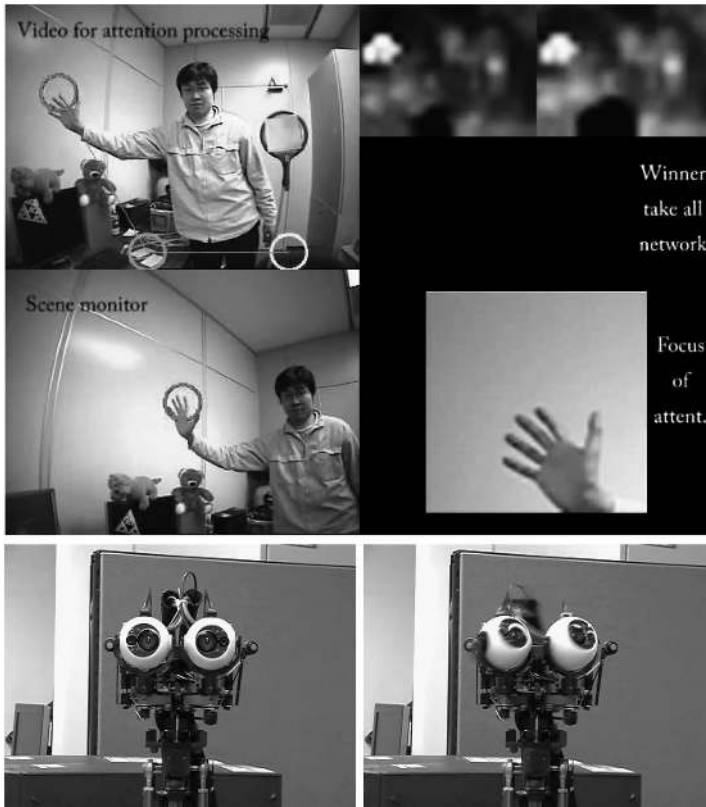 Video for attention processing
Winner
take all
network
Scene monitor
Focus
of
attent.